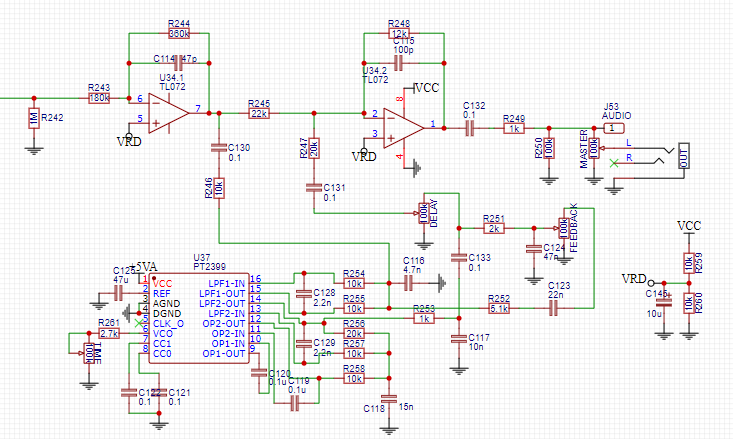 R244
360k
C114 47p
U34.1
TL072
R243
180k
R242
1M
6
5
7
VRD
R245
22k
R248
12k
C115
100p
U34.2
TL072
VCC
8
2
3
1
4
VRD
C132
0.1
R249
1k
R250
100k
MASTER
100k
J53
AUDIO
1
L
R
OUT
C130
0.1
R246
10k
R247
20k
C131
0.1
DELAY
100k
R251
2k
FEEDBACK
100k
C124
47n
C133
0.1
VCC
R259
10k
VRD
R260
10k
C145
10u
+5VA
U37
PT2399
C123
47u
1 VCC
2 REF
3 AGND
4 DGND
5 CLK_O
6 VCO
7 CC1
8 CC0
LPF1-IN 16
LPF1-OUT 15
LPF2-OUT 14
LPF2-IN 13
OP2-OUT 12
OP2-IN 11
OP1-IN 10
OP1-OUT 9
R261
2.7k
TIME
100k
C122
0.1
C121
0.1
C128
2.2n
R254
10k
R255
10k
C116
4.7n
R253
1k
R252
5.1k
C123
22n
R256
20k
R257
10k
C129
2.2n
R258
10k
C117
10n
C120
0.1u
C119
0.1u
C118
15n